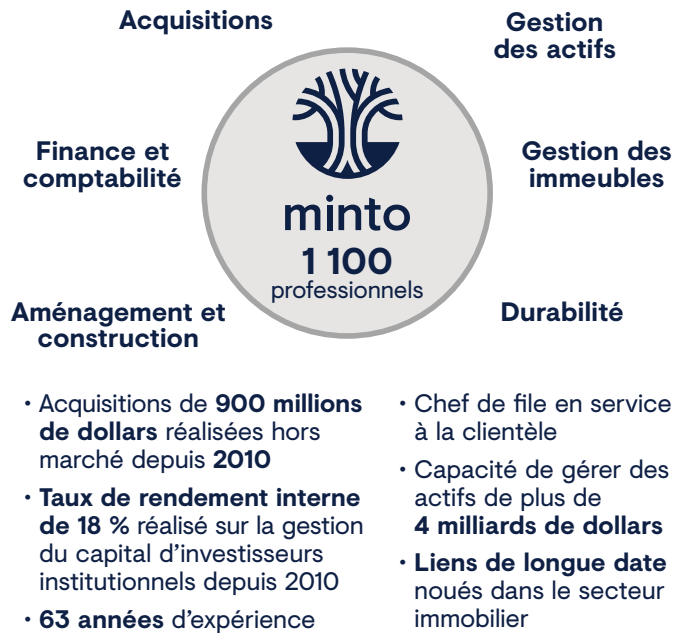 Acquisitions
Gestion
des actifs
Finance et
comptabilité
minto
1 100
professionnels
Gestion des
immeubles
Aménagement et
construction
Durabilité
• Acquisitions de 900 millions
de dollars réalisées hors
marché depuis 2010
• Taux de rendement interne
de 18 % réalisé sur la gestion
du capital d’investisseurs
institutionnels depuis 2010
• 63 années d’expérience
• Chef de file en service
à la clientèle
• Capacité de gérer des
actifs de plus de
4 milliards de dollars
• Liens de longue date
noués dans le secteur
immobilier